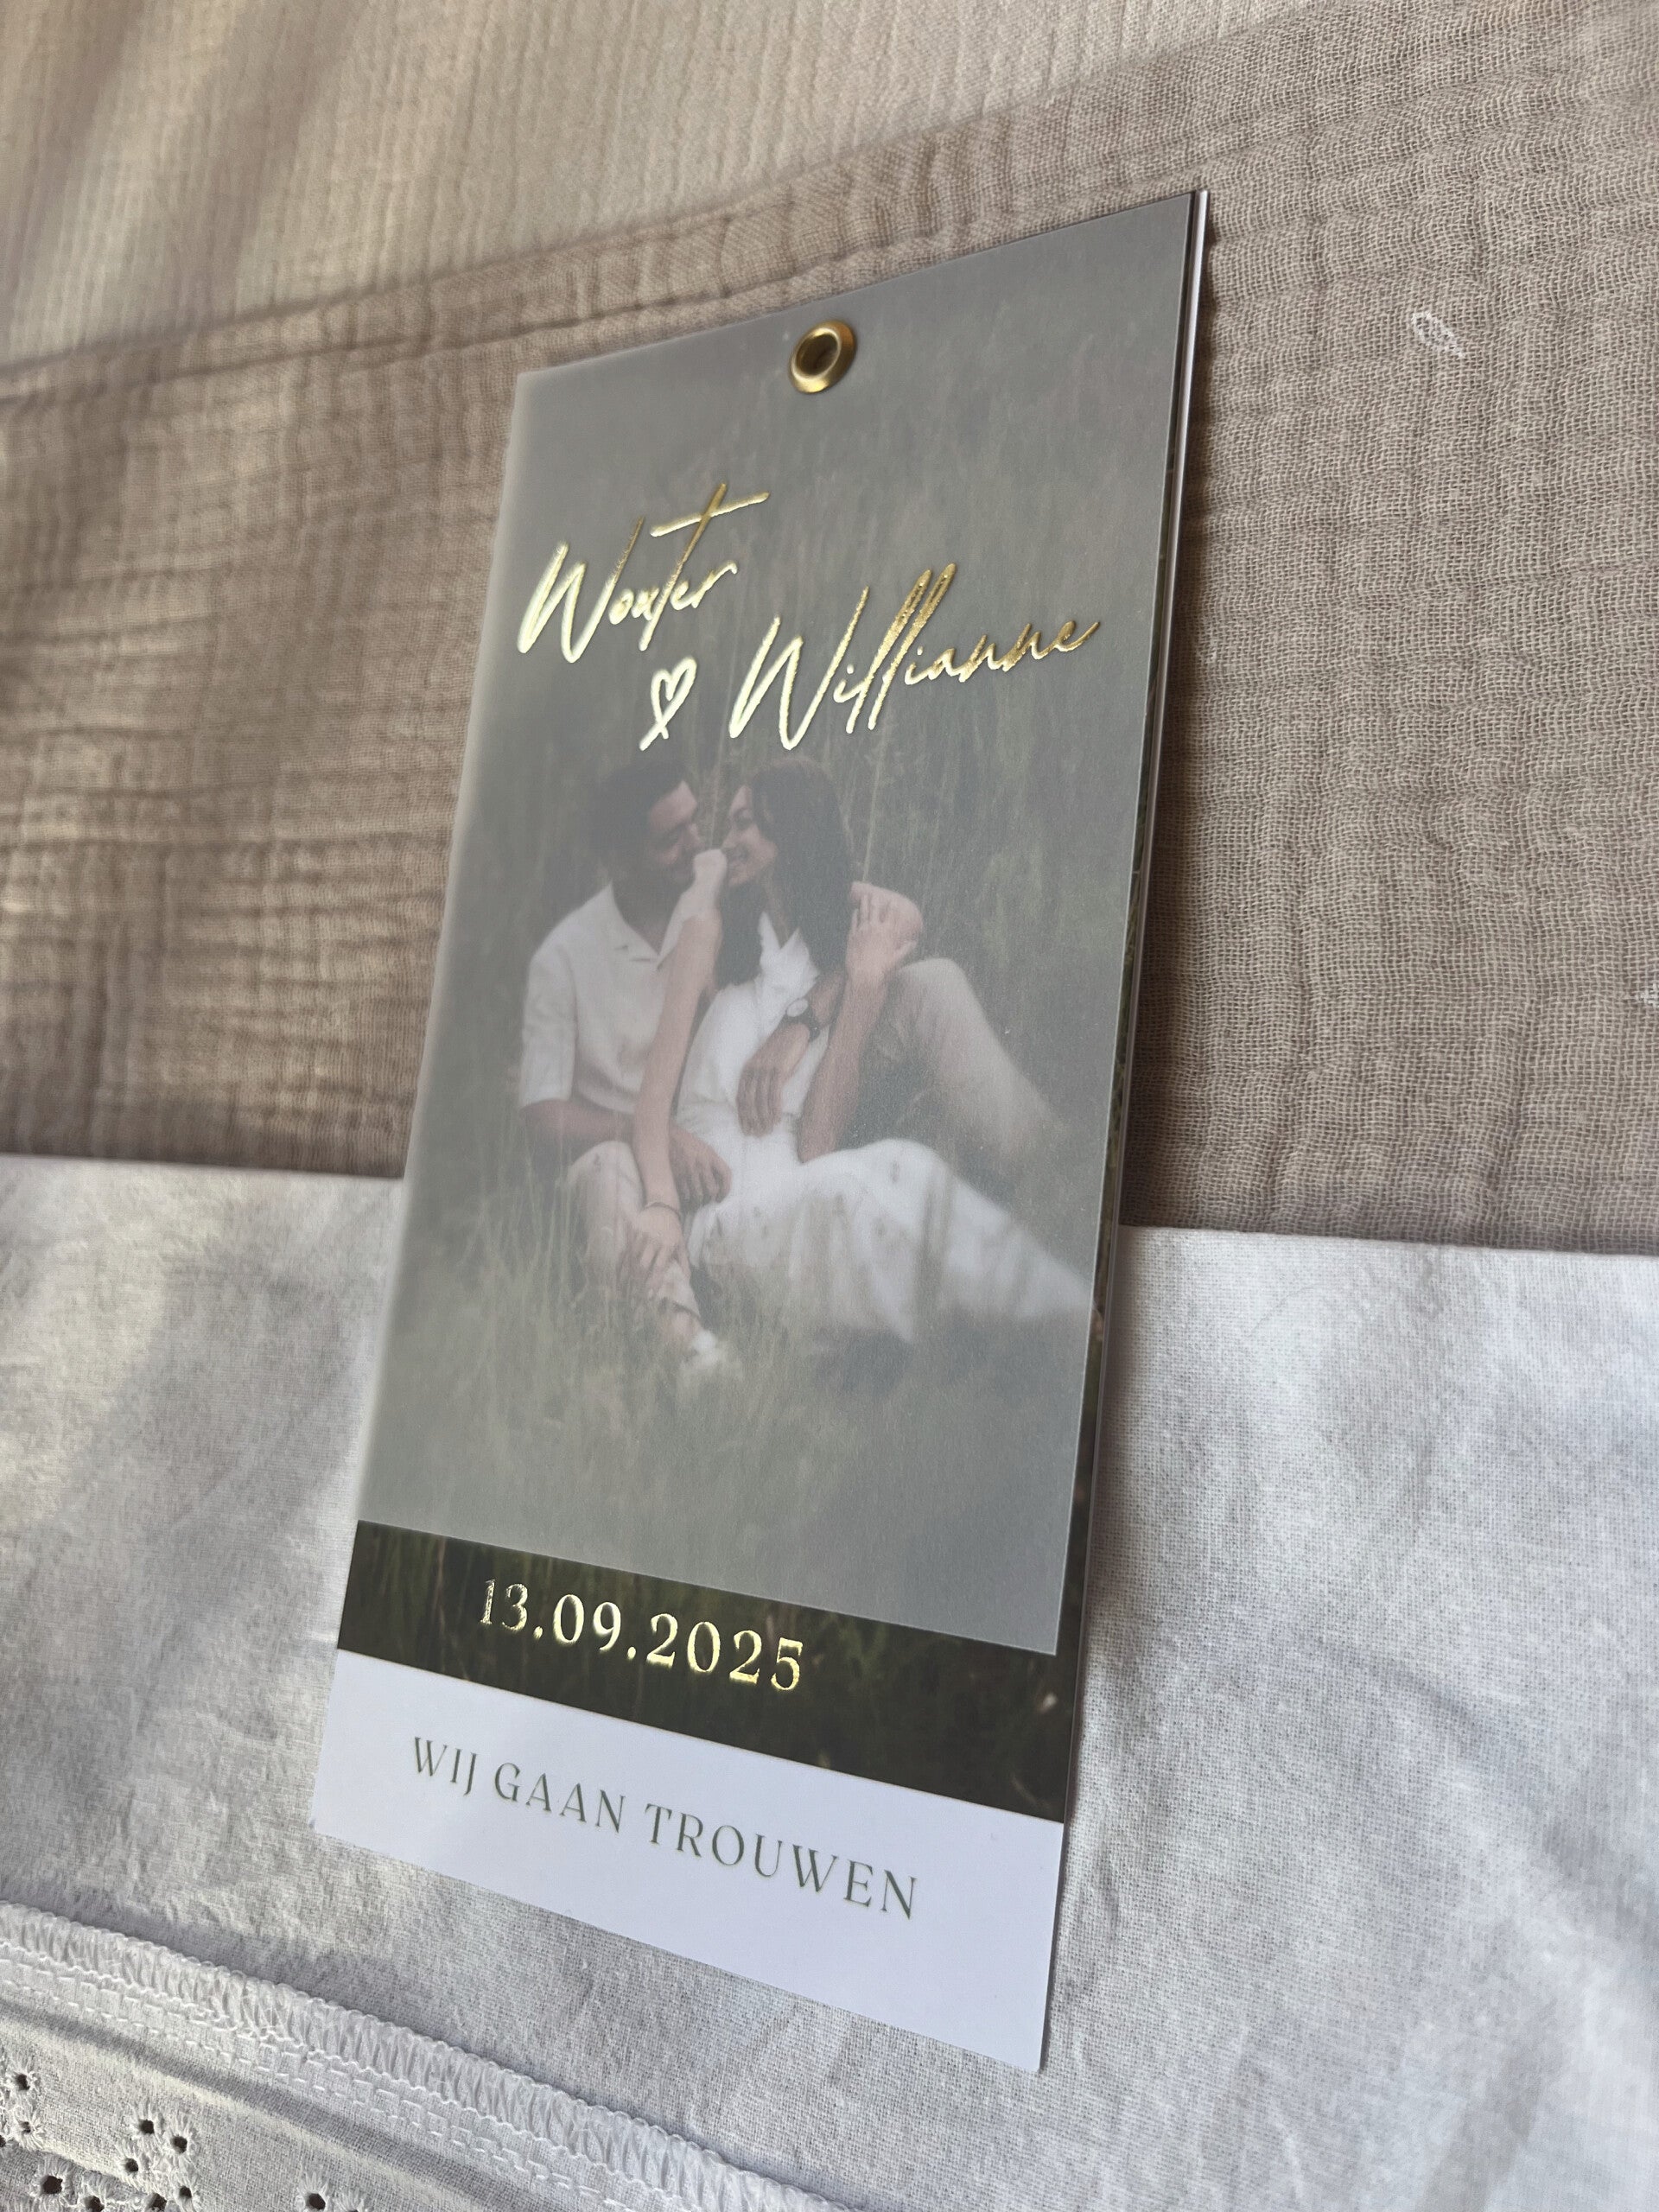 Wouter
♡ Willianne
13.09.2025
WIJ GAAN TROUWEN